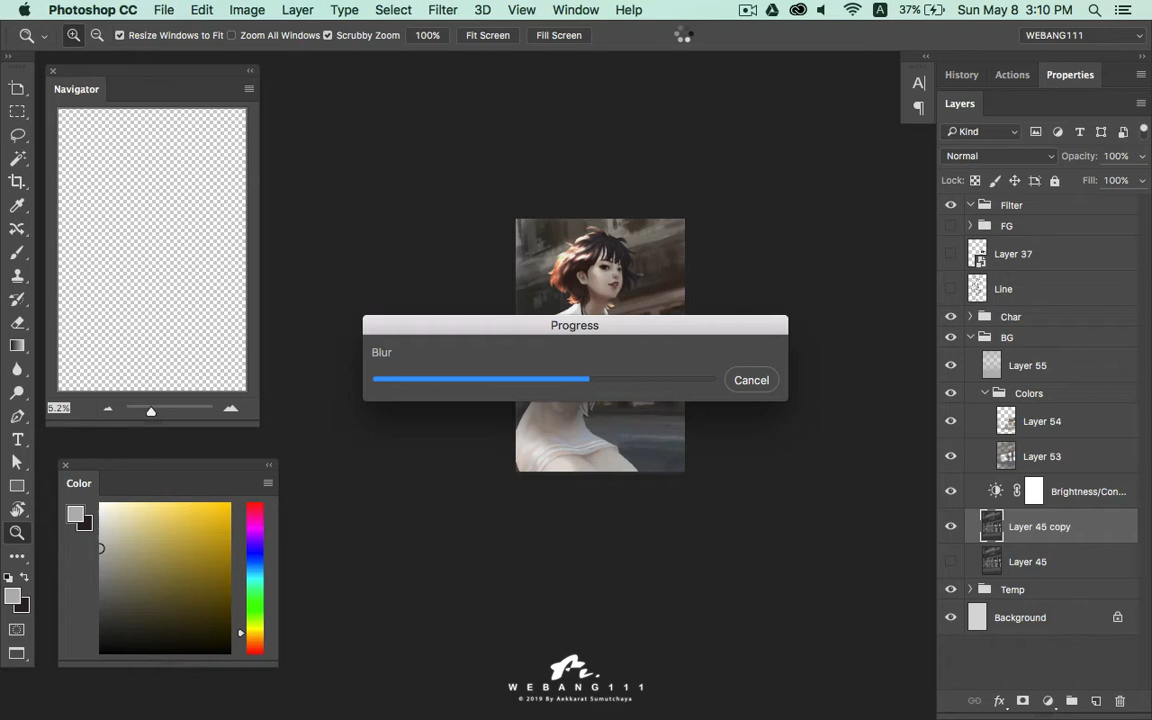 Photoshop CC File Edit Image Layer Type Select Filter 3D View Window Help A 37% Sun May 8 3:10 PM
Resize Windows to Fit Zoom All Windows Scrubby Zoom 100% Fit Screen Fill Screen WEBANG111
Navigator
5.2%
Color
Progress
Blur
Cancel
WEBANG111
© 2019 By Aekkarat Sumutchaya
A
¶
History Actions Properties
Layers
Kind T
Normal Opacity: 100%
Lock: Fill: 100%
Filter
FG
Layer 37
Line
Char
BG
Layer 55
Colors
Layer 54
Layer 53
Brightness/Con...
Layer 45 copy
Layer 45
Temp
Background
fx